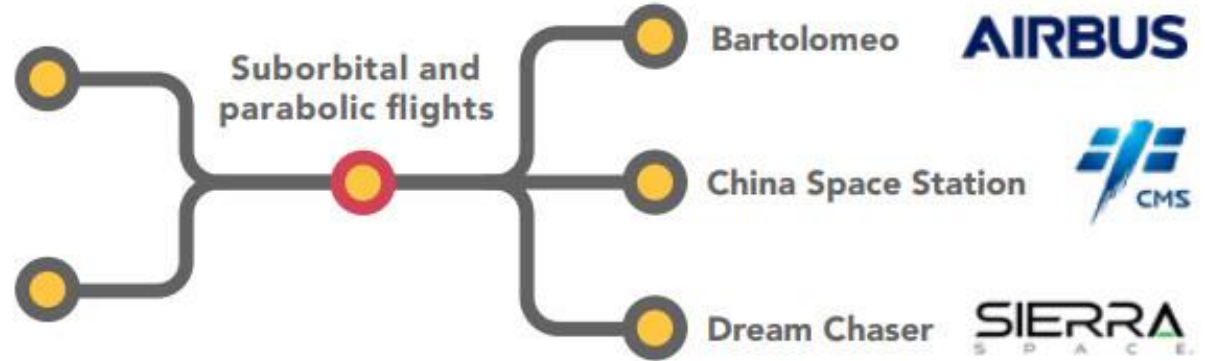 Suborbital and
parabolic flights
Bartolomeo
AIRBUS
China Space Station
CMS
Dream Chaser
SIERRA
SPACE